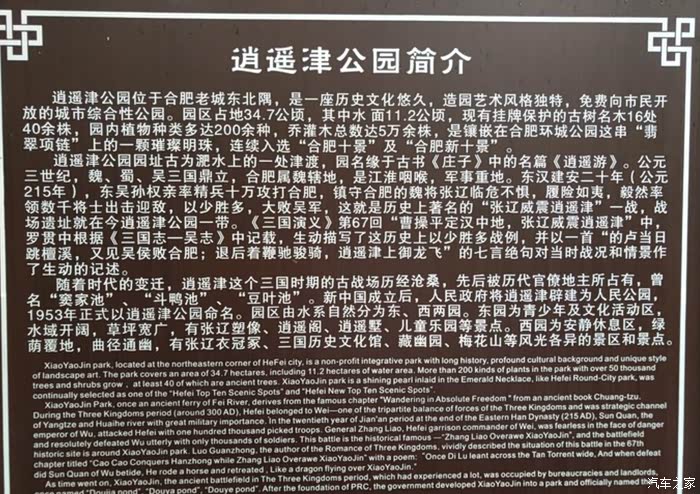 逍遥津公园简介
逍遥津公园位于合肥老城东北隅，是一座历史文化悠久，造园艺术风格独特，免费向市民开
放的城市综合性公园。园区占地34.7公顷，其中水 面11.2公顷，现有挂牌保护的古树名木16处
40余株，园内植物种类多达200余种，乔灌木总数达5万余株，是镶嵌在合肥环城公园这串“翡
翠项链”上的一颗璀璨明珠，连续入选“合肥十景”及“合肥新十景”。
逍遥津公园园址古为淝水上的一处津渡，园名缘于古书《庄子》中的名篇《逍遥游》。公元
三世纪，魏、蜀、吴三国鼎立，合肥属魏辖地，是江淮咽喉，军事重地。东汉建安二十年（公元
215年），东吴孙权亲率精兵十万攻打合肥，镇守合肥的魏将张辽临危不惧，履险如夷，毅然率
领数千将士出击迎敌，以少胜多，大败吴军，这就是历史上著名的“张辽威震逍遥津”一战，战
场遗址就在今逍遥津公园一带。《三国演义》第67回“曹操平定汉中地，张辽威震逍遥津”中，
罗贯中根据《三国志—吴志》中记载，生动描写了这历史上以少胜多战例，并以一首“的卢当日
跳檀溪，又见吴侯败合肥；退后着鞭驰骏骑，逍遥津上御龙飞”的七言绝句对当时战况和情景作
了生动的记述。
随着时代的变迁，逍遥津这个三国时期的古战场历经沧桑，先后被历代官僚地主所占有，曾
名“窦家池”、“斗鸭池”、“豆叶池”。新中国成立后，人民政府将逍遥津辟建为人民公园，
1953年正式以逍遥津公园命名。园区由水系自然分为东、西两园。东园为青少年及文化活动区，
水域开阔，草坪宽广，有张辽塑像、逍遥阁、逍遥墅、儿童乐园等景点。西园为安静休息区，绿
荫覆地，曲径通幽，有张辽衣冠冢、三国历史文化馆、藏幽园、梅花山等风光各异的景区和景点。
XiaoYaoJin park, located at the northeastern corner of HeFei city, is a non-profit integrative park with long history, profound cultural background and unique style
of landscape art. The park covers an area of 34.7 hectares, including 11.2 hectares of water area. More than 200 kinds of plants in the park with over 50 thousand
trees and shrubs grow , at least 40 of which are ancient trees. XiaoYaoJin park is a shining pearl inlaid in the Emerald Necklace, like Hefei Round-City park, was
continually selected as one of the "Hefei Top Ten Scenic Spots" and "Hefei New Top Ten Scenic Spots".
XiaoYaoJin Park, once an ancient ferry of Fei River, derives from the famous chapter "Wandering in Absolute Freedom " from an ancient book Chuang-tzu.
During the Three Kingdoms period (around 300 AD), Hefei belonged to Wei—one of the tripartite balance of forces of the Three Kingdoms and was strategic channel
of Yangtze and Huaihe river with great military importance. In the twentieth year of Jian'an period at the end of the Eastern Han Dynasty (215 AD), Sun Quan, the
emperor of Wu, attacked Hefei with one hundred thousand picked troops. General Zhang Liao, Hefei garrison commander of Wei, was fearless in the face of danger
and resolutely defeated Wu utterly with only thousands of soldiers. This battle is the historical famous —"Zhang Liao Overawe XiaoYaoJin", and the battlefield
historic site is around XiaoYaoJin park. Luo Guanzhong, the author of Romance of Three Kingdoms, vividly described the situation of this battle in the 67th
chapter titled "Cao Cao Conquers Hanzhong while Zhang Liao Overawe XiaoYaoJin" with a poem: "Once Di Lu leant across the Tan Torrent wide, And when defeat
did Sun Quan of Wu betide, He rode a horse and retreated , Like a dragon flying over XiaoYaoJin."
As time went on, XiaoYaoJin, the ancient battlefield in The Three Kingdoms period, which had experienced a lot, was occupied by bureaucracies and landlords,
once named "Doujia pond", "Douya pond", "Douye pond". After the foundation of PRC, the government developed XiaoYaoJin into a park and officially named the
汽车之家